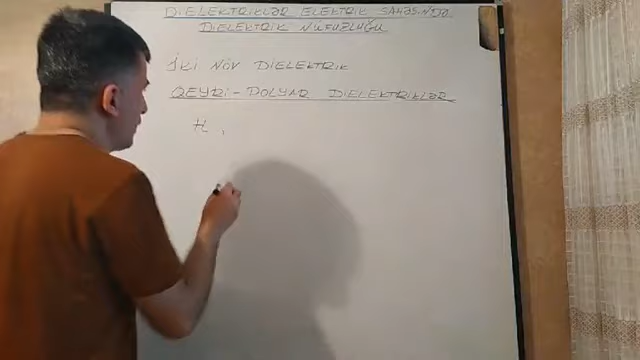 DİELEKTRİKLƏR ELEKTRİK SAHƏSİNDƏ
DİELEKTRİK NÜFUZLUĞU
İKİ NÖV DİELEKTRİK
QEYRİ-POLYAR DİELEKTRİKLƏR
H,